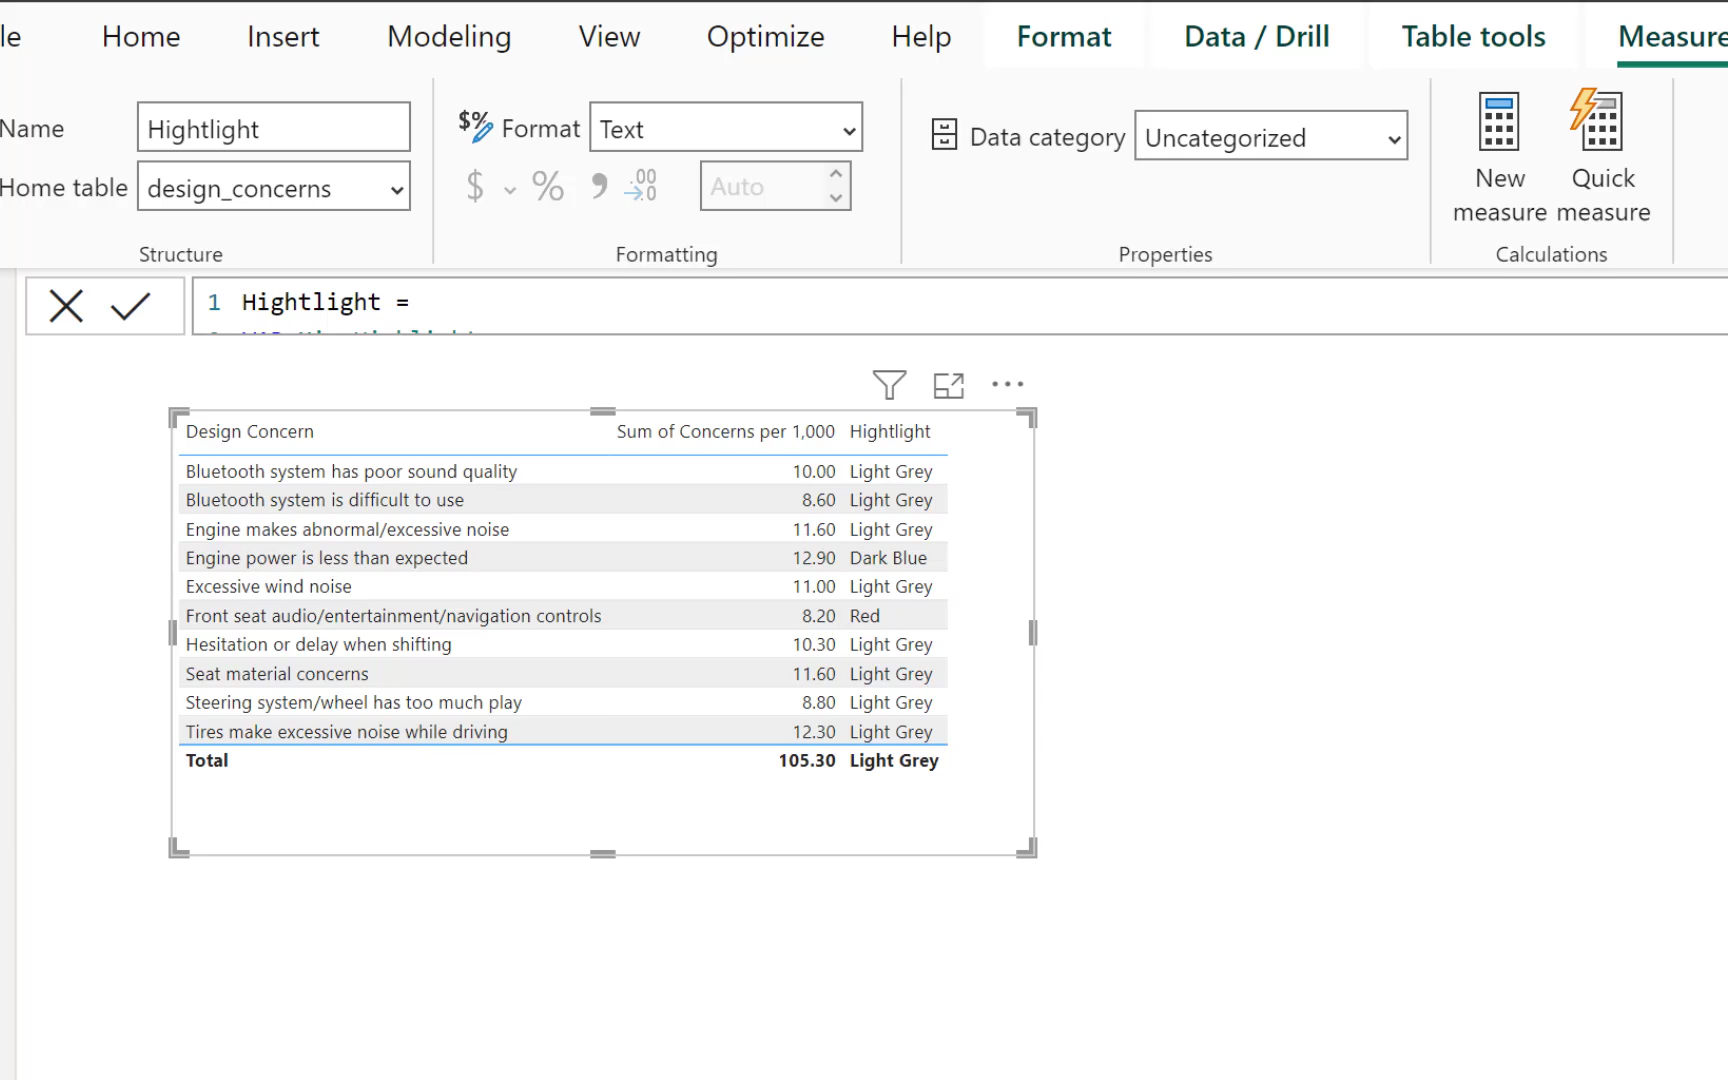 le Home Insert Modeling View Optimize Help Format Data / Drill Table tools Measure
Name Hightlight
Home table design_concerns
Structure
$% Format Text
$ % , .00 →0 Auto
Formatting
Data category Uncategorized
Properties
New measure
Quick measure
Calculations
1 Hightlight =
Design Concern Sum of Concerns per 1,000 Hightlight
Bluetooth system has poor sound quality 10.00 Light Grey
Bluetooth system is difficult to use 8.60 Light Grey
Engine makes abnormal/excessive noise 11.60 Light Grey
Engine power is less than expected 12.90 Dark Blue
Excessive wind noise 11.00 Light Grey
Front seat audio/entertainment/navigation controls 8.20 Red
Hesitation or delay when shifting 10.30 Light Grey
Seat material concerns 11.60 Light Grey
Steering system/wheel has too much play 8.80 Light Grey
Tires make excessive noise while driving 12.30 Light Grey
Total 105.30 Light Grey